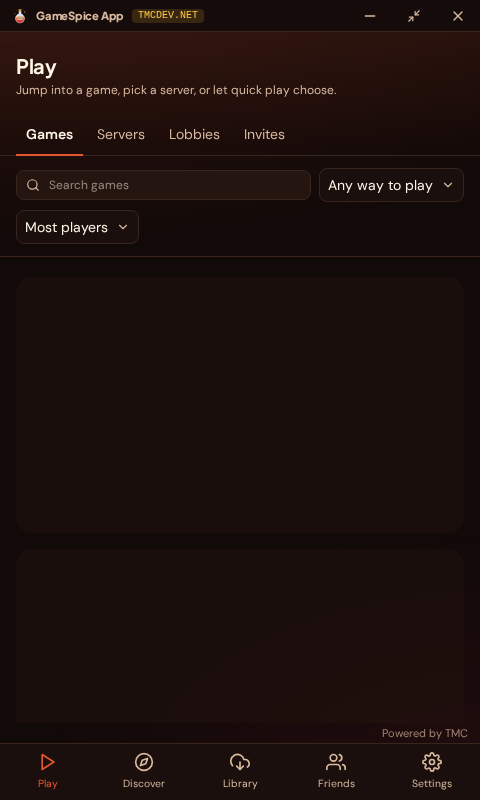 GameSpice App TMCDEV.NET
Play
Jump into a game, pick a server, or let quick play choose.
Games Servers Lobbies Invites
Search games Any way to play
Most players
Powered by TMC
Play Discover Library Friends Settings